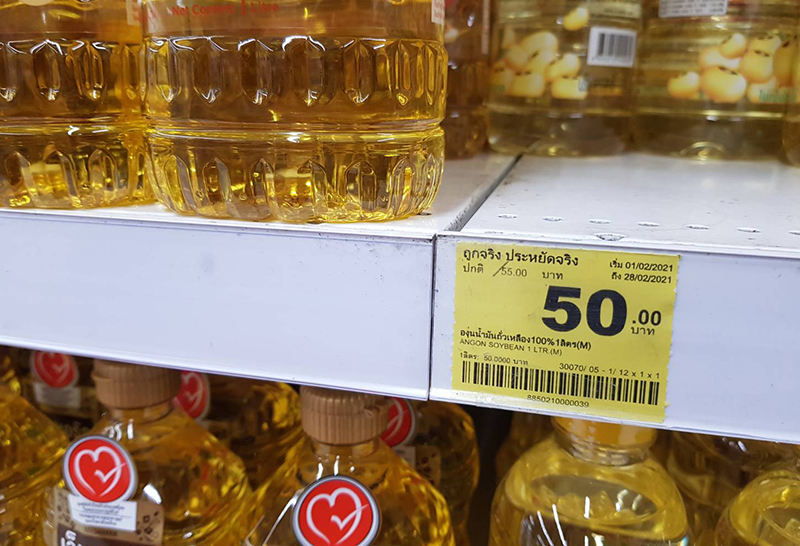 Net Content 1 Litre
ถูกจริง ประหยัดจริง
เริ่ม 01/02/2021
ปกติ 55.00 บาท
ถึง 28/02/2021
50.00
บาท
องุ่นน้ำมันถั่วเหลือง100%1ลิตร(M)
ANGON SOYBEAN 1 LTR.(M)
1ลิตร: 50.0000 บาท
30070/ 05 - 1/ 12 x 1 x 1
8850210000039